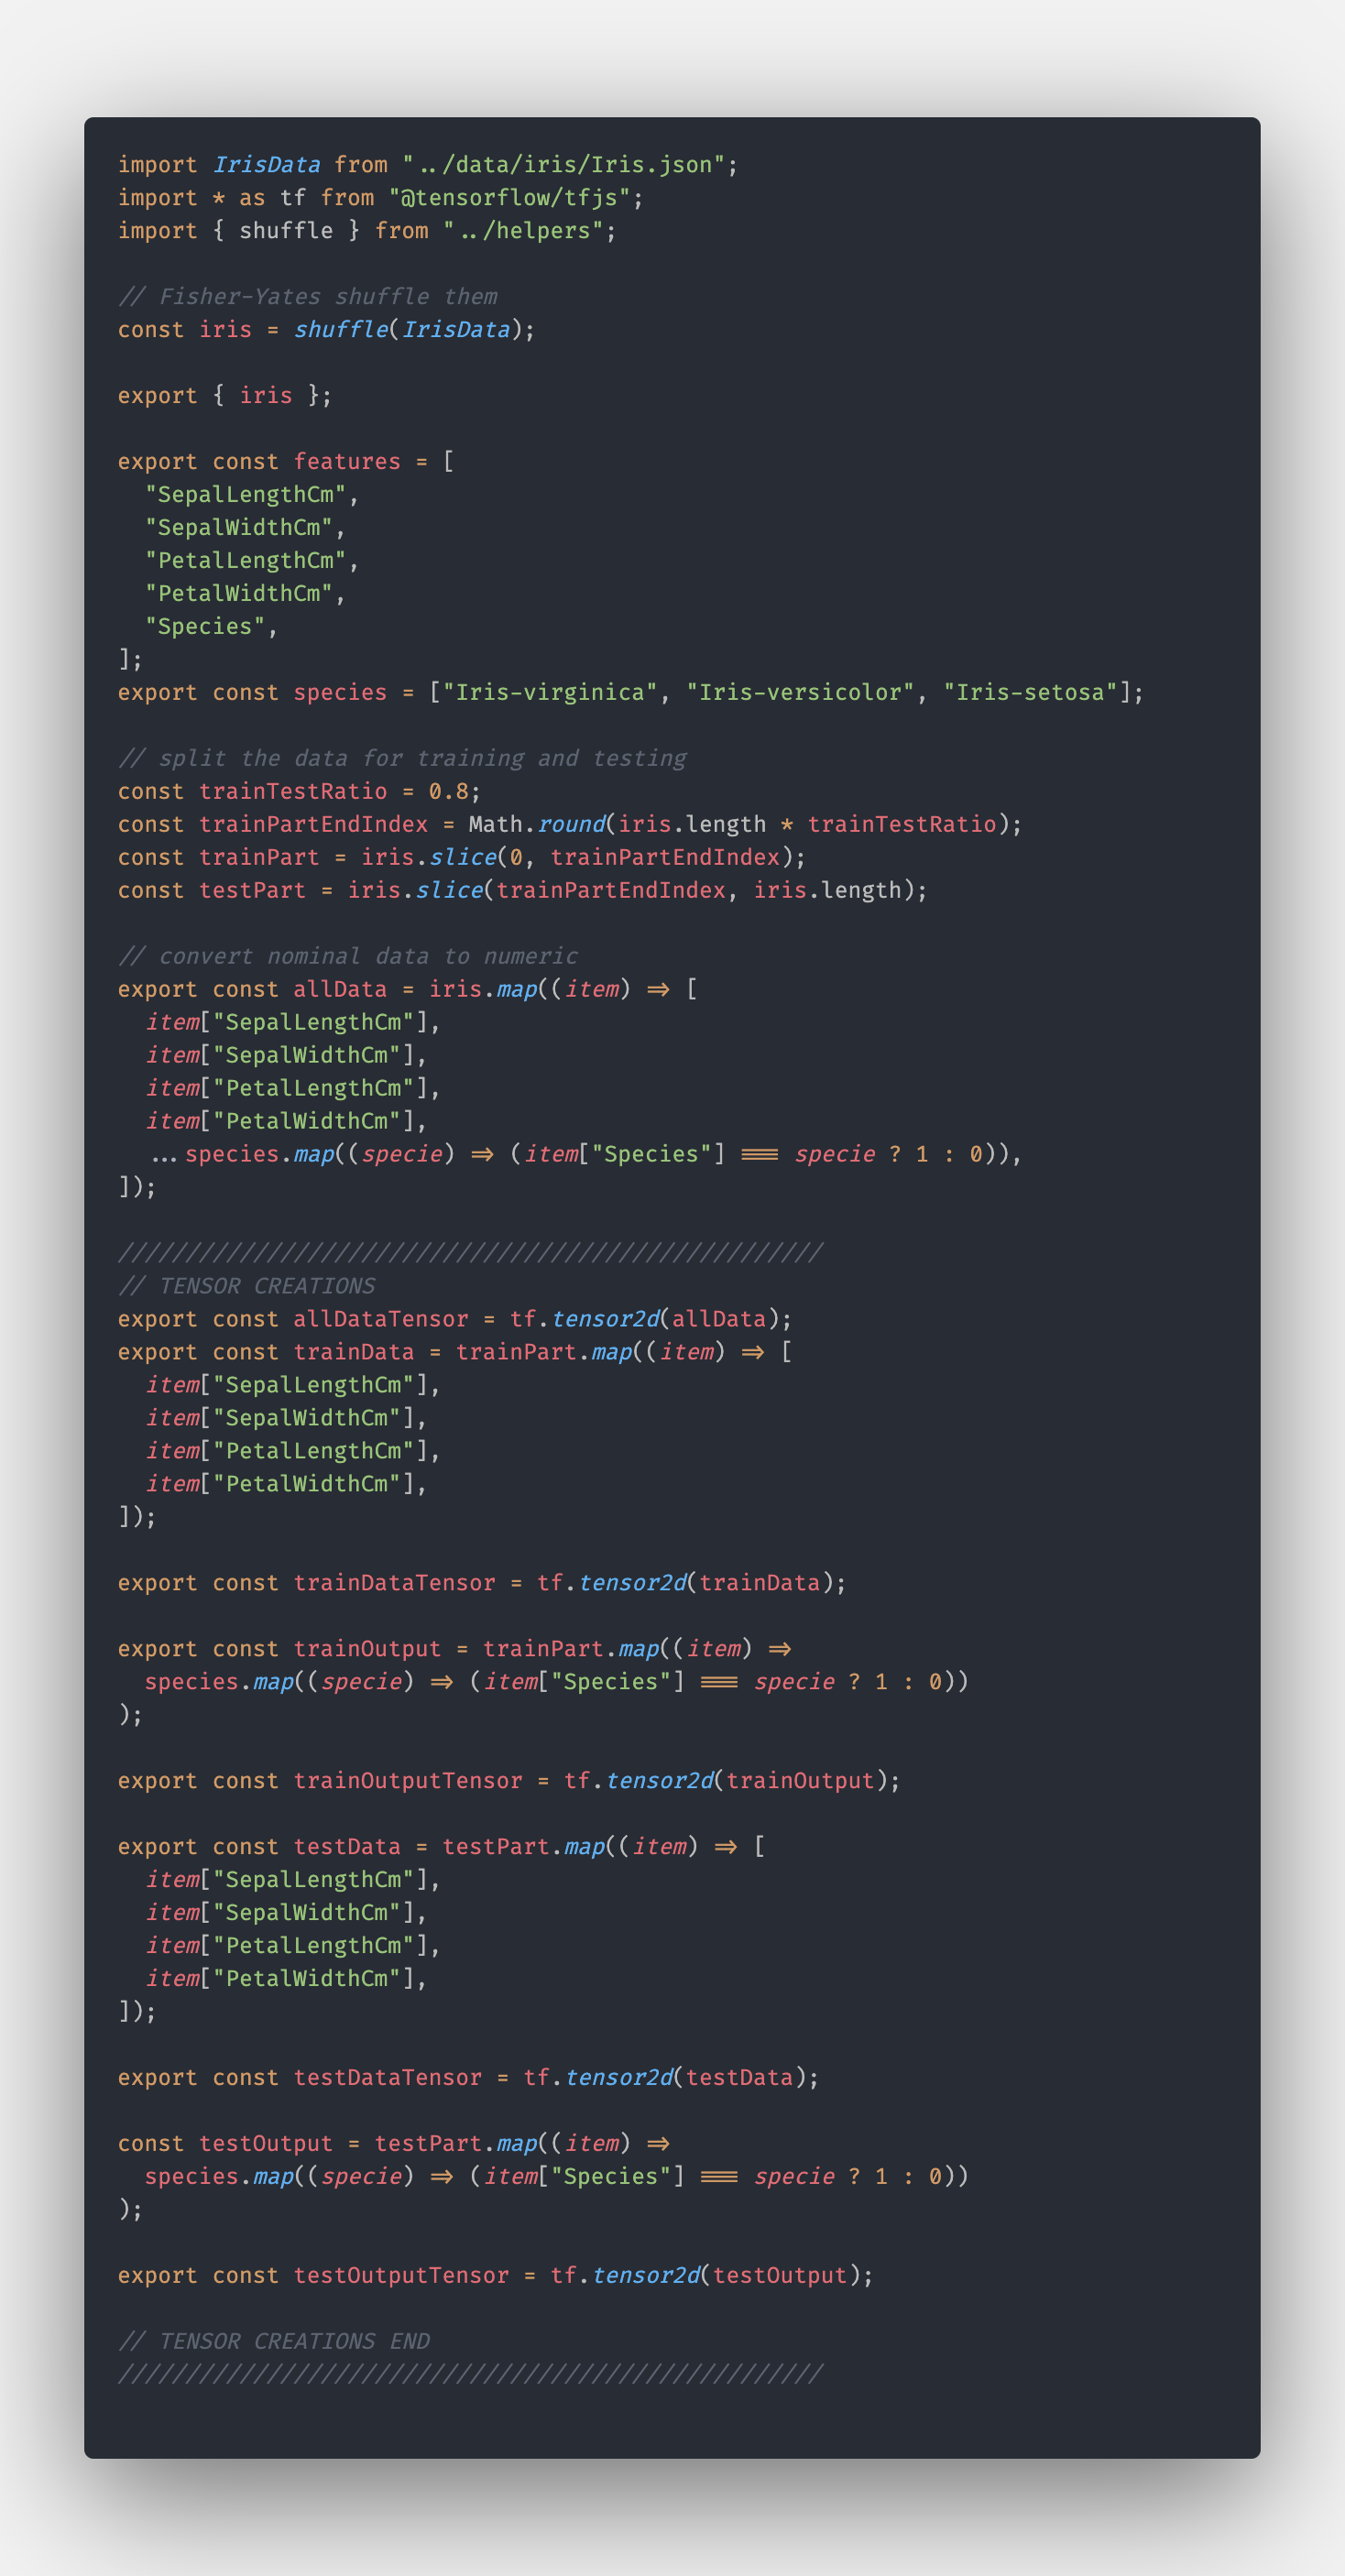 import IrisData from "../data/iris/Iris.json";
import * as tf from "@tensorflow/tfjs";
import { shuffle } from "../helpers";

// Fisher-Yates shuffle them
const iris = shuffle(IrisData);

export { iris };

export const features = [
  "SepalLengthCm",
  "SepalWidthCm",
  "PetalLengthCm",
  "PetalWidthCm",
  "Species",
];
export const species = ["Iris-virginica", "Iris-versicolor", "Iris-setosa"];

// split the data for training and testing
const trainTestRatio = 0.8;
const trainPartEndIndex = Math.round(iris.length * trainTestRatio);
const trainPart = iris.slice(0, trainPartEndIndex);
const testPart = iris.slice(trainPartEndIndex, iris.length);

// convert nominal data to numeric
export const allData = iris.map((item) => [
  item["SepalLengthCm"],
  item["SepalWidthCm"],
  item["PetalLengthCm"],
  item["PetalWidthCm"],
  ...species.map((specie) => (item["Species"] === specie ? 1 : 0)),
]);

////////////////////////////////////////////////////
// TENSOR CREATIONS
export const allDataTensor = tf.tensor2d(allData);
export const trainData = trainPart.map((item) => [
  item["SepalLengthCm"],
  item["SepalWidthCm"],
  item["PetalLengthCm"],
  item["PetalWidthCm"],
]);

export const trainDataTensor = tf.tensor2d(trainData);

export const trainOutput = trainPart.map((item) =>
  species.map((specie) => (item["Species"] === specie ? 1 : 0))
);

export const trainOutputTensor = tf.tensor2d(trainOutput);

export const testData = testPart.map((item) => [
  item["SepalLengthCm"],
  item["SepalWidthCm"],
  item["PetalLengthCm"],
  item["PetalWidthCm"],
]);

export const testDataTensor = tf.tensor2d(testData);

const testOutput = testPart.map((item) =>
  species.map((specie) => (item["Species"] === specie ? 1 : 0))
);

export const testOutputTensor = tf.tensor2d(testOutput);

// TENSOR CREATIONS END
////////////////////////////////////////////////////